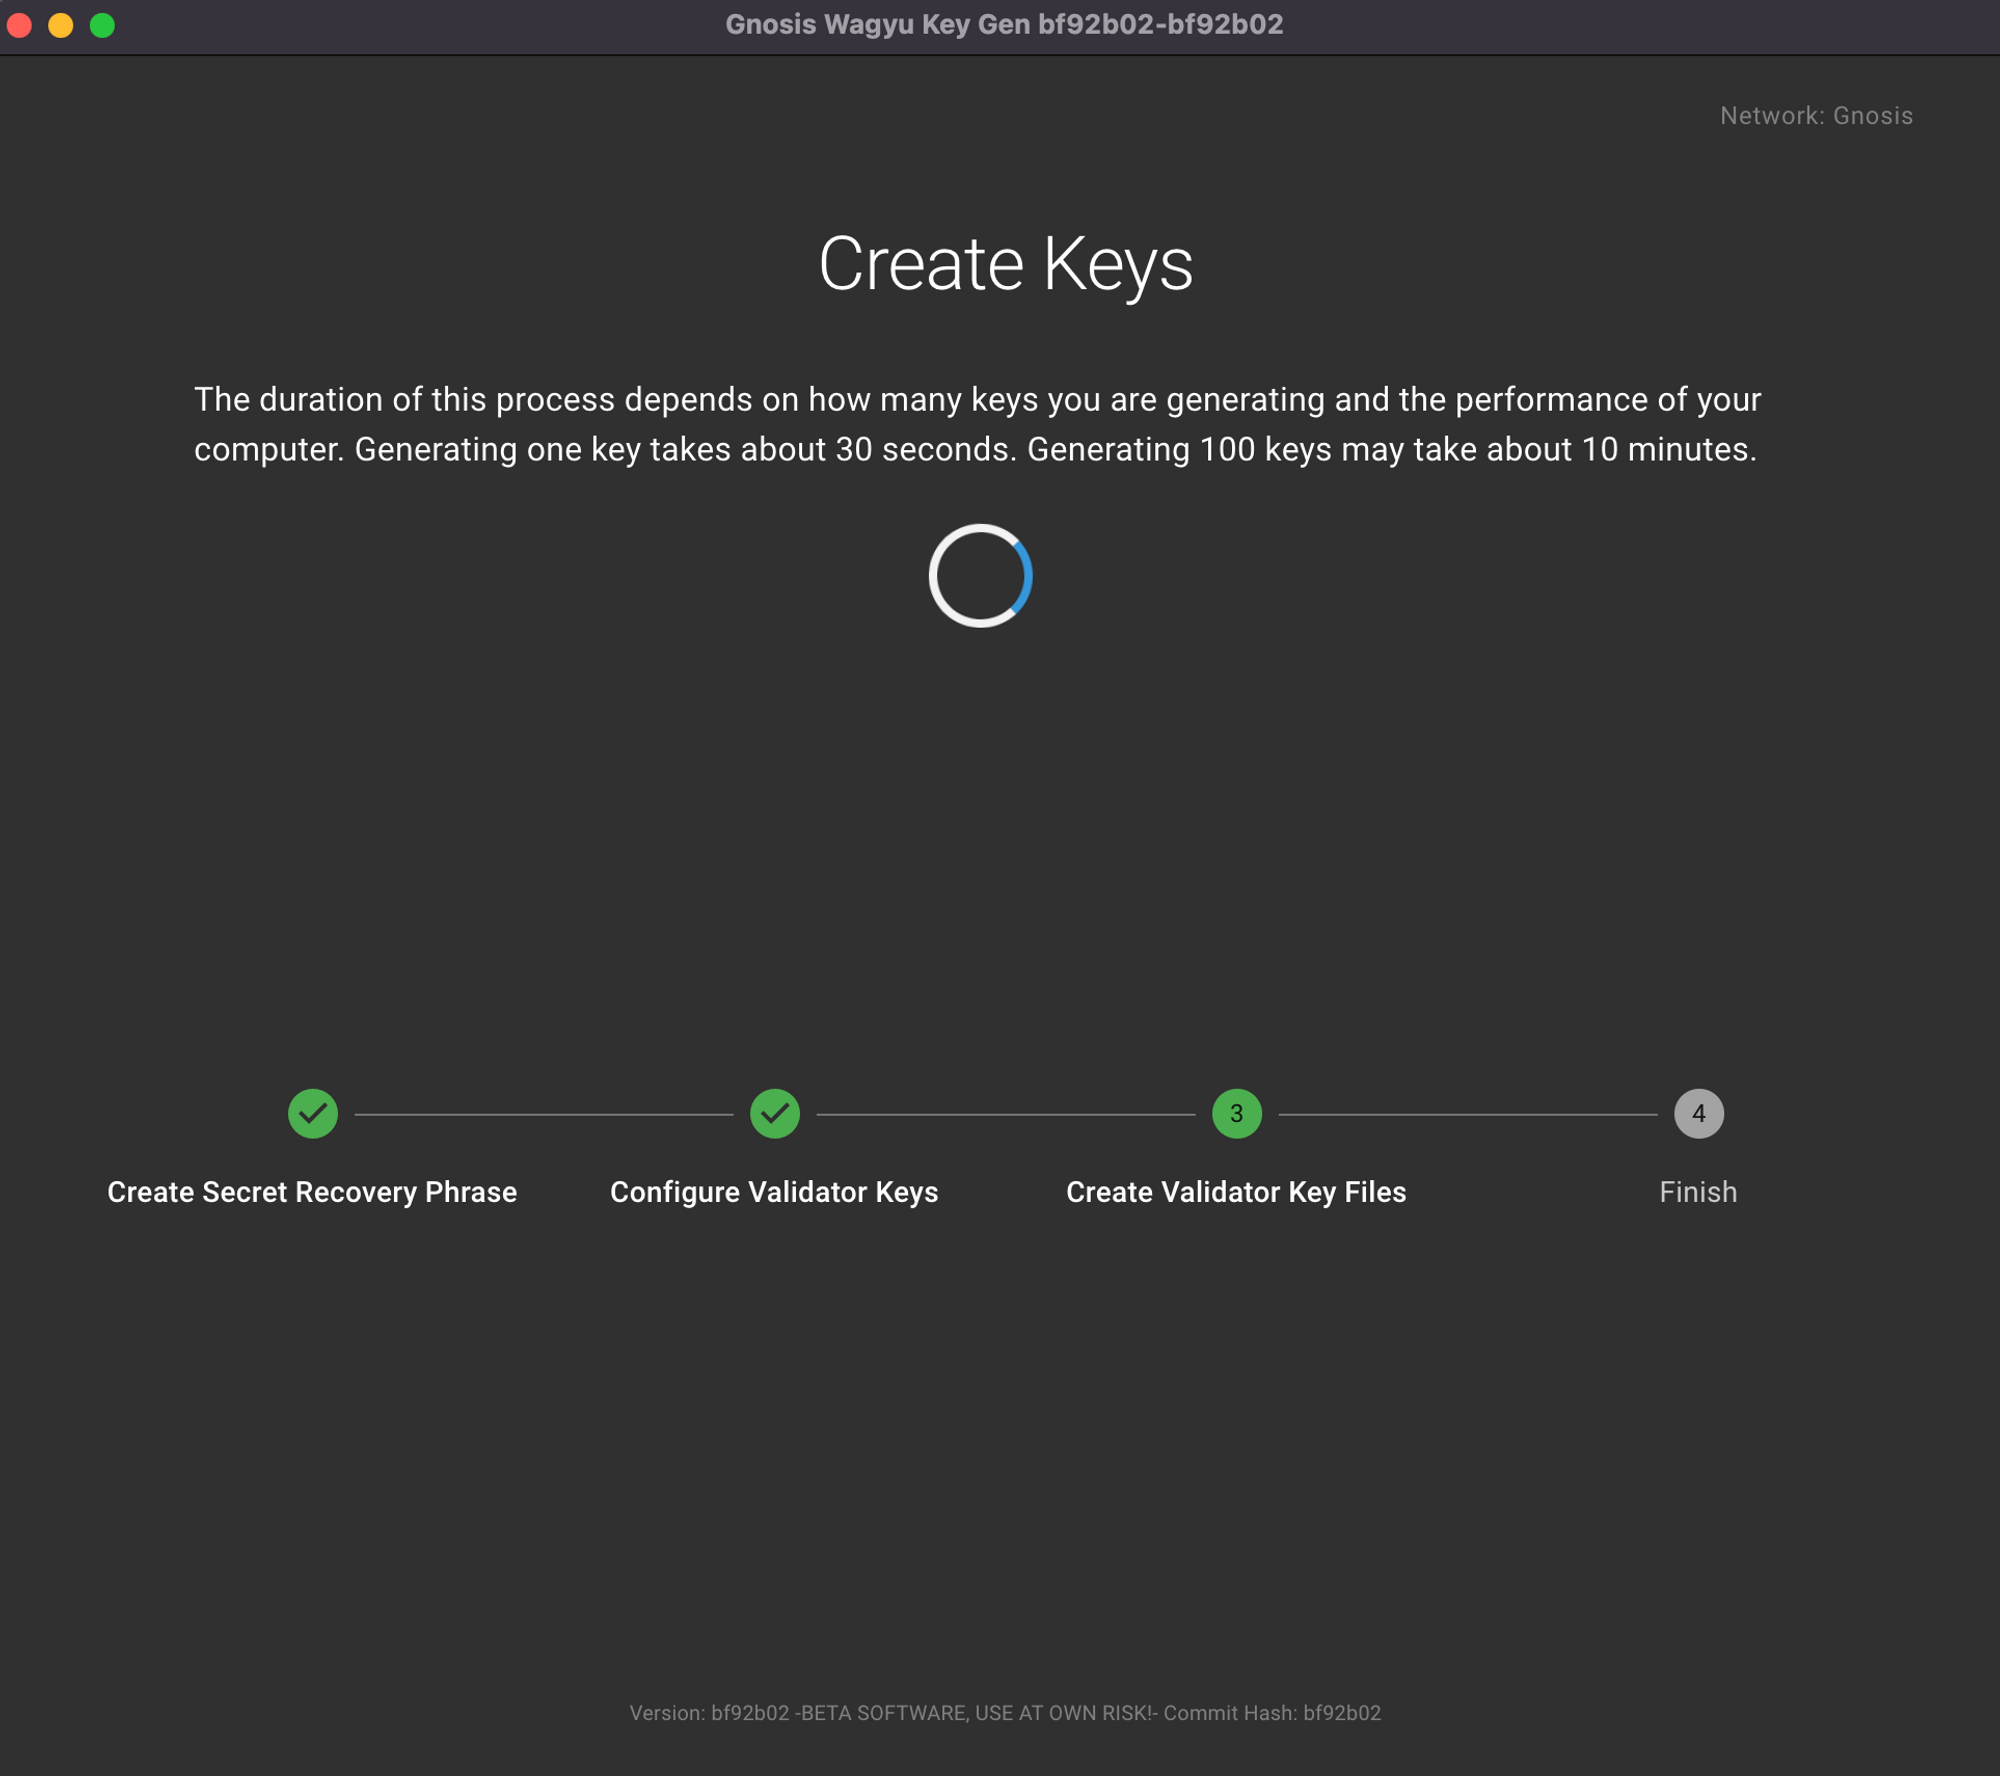 Gnosis Wagyu Key Gen bf92b02-bf92b02
Network: Gnosis
Create Keys
The duration of this process depends on how many keys you are generating and the performance of your
computer. Generating one key takes about 30 seconds. Generating 100 keys may take about 10 minutes.
3
4
Create Secret Recovery Phrase
Configure Validator Keys
Create Validator Key Files
Finish
Version: bf92b02 -BETA SOFTWARE, USE AT OWN RISK!- Commit Hash: bf92b02